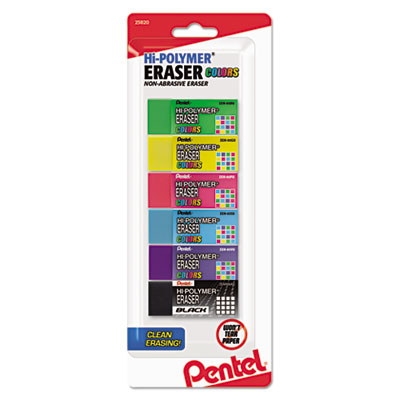 25020
Pentel
Hi-POLYMER®
ERASER COLORS
NON-ABRASIVE ERASER
Pentel
HI-POLYMER®
ERASER
COLORS
Pentel
HI-POLYMER®
ERASER
COLORS
Pentel
HI-POLYMER®
ERASER
COLORS
Pentel
HI-POLYMER®
ERASER
COLORS
Pentel
HI-POLYMER®
ERASER
COLORS
Pentel
HI-POLYMER®
ERASER
BLACK
CLEAN
ERASING!
WON'T
TEAR
PAPER
Pentel